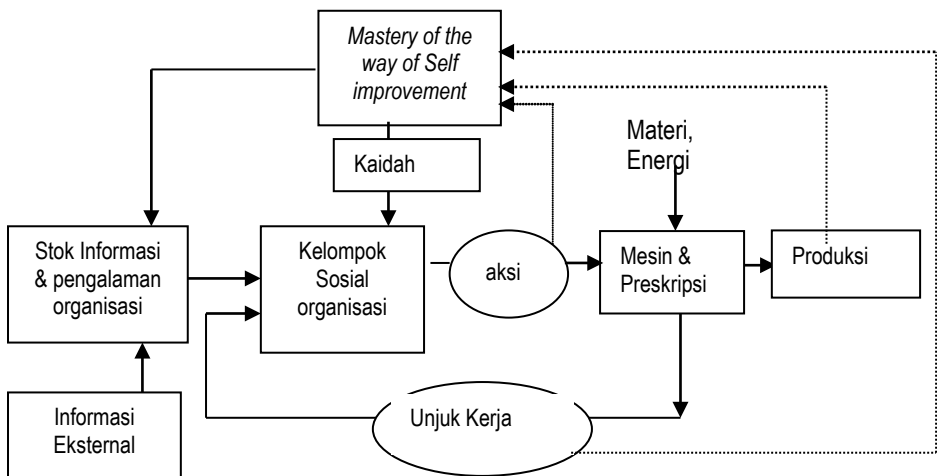 Mastery of the
way of Self
improvement
Kaidah
Materi,
Energi
Stok Informasi
& pengalaman
organisasi
Kelompok
Sosial
organisasi
aksi
Mesin &
Preskripsi
Produksi
Informasi
Eksternal
Unjuk Kerja